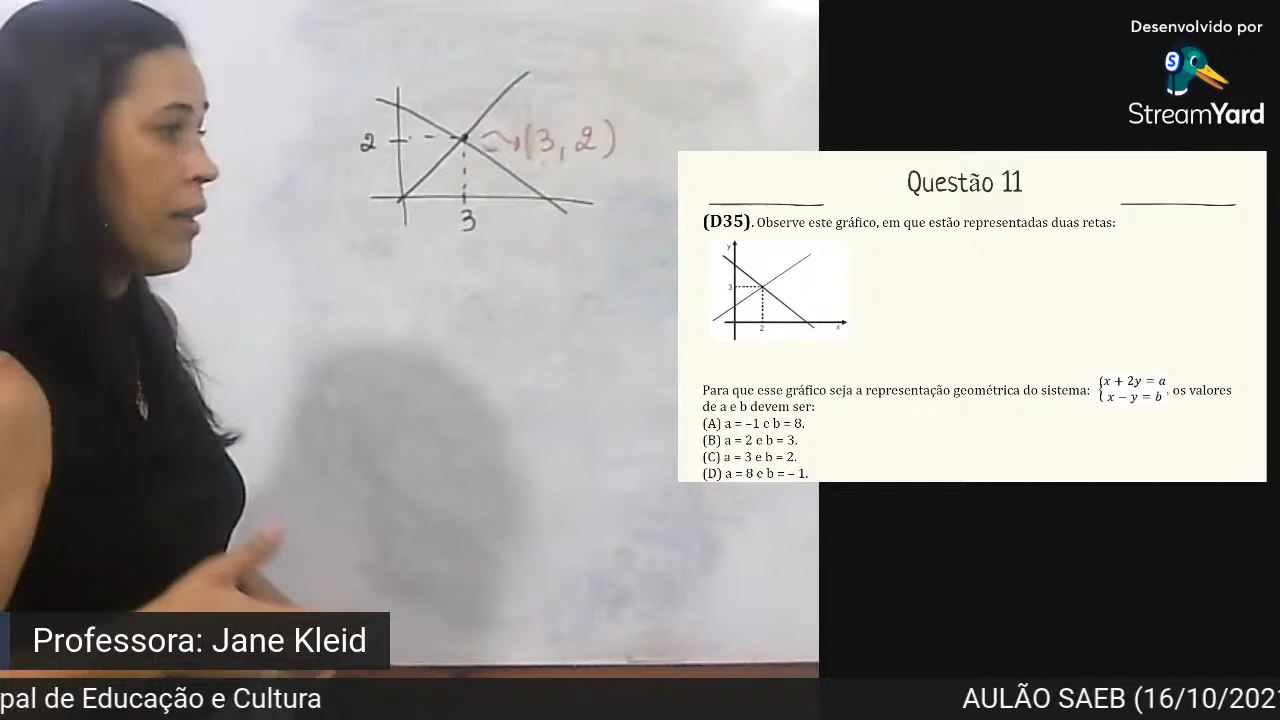 Desenvolvido por
S
StreamYard
2
(3, 2)
3
Questão 11
(D35). Observe este gráfico, em que estão representadas duas retas:
y
3
2
x
Para que esse gráfico seja a representação geométrica do sistema: {x + 2y = a
x − y = b, os valores
de a e b devem ser:
(A) a = –1 e b = 8.
(B) a = 2 e b = 3.
(C) a = 3 e b = 2.
(D) a = 8 e b = – 1.
Professora: Jane Kleid
pal de Educação e Cultura
AULÃO SAEB (16/10/202